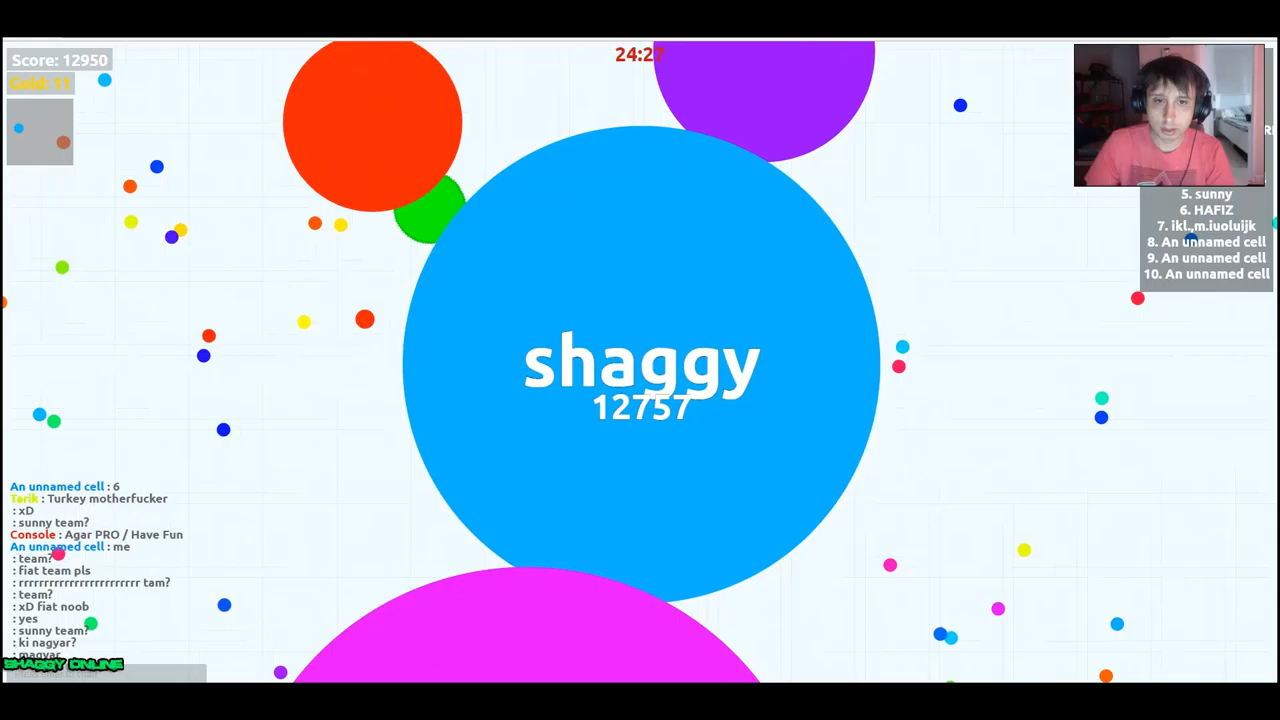 Score: 12950
24:27
Gold: 11
5. sunny
6. HAFIZ
7. ikl.,m.iuoluijk
8. An unnamed cell
9. An unnamed cell
10. An unnamed cell
shaggy
12757
An unnamed cell : 6
Tarik : Turkey motherfucker
: xD
: sunny team?
Console : Agar PRO / Have Fun
An unnamed cell : me
: team?
: fiat team pls
: rrrrrrrrrrrrrrrrrrrrrrr tam?
: team?
: xD fiat noob
: yes
: sunny team?
: ki nagyar?
: magyar
SHAGGY ONLINE